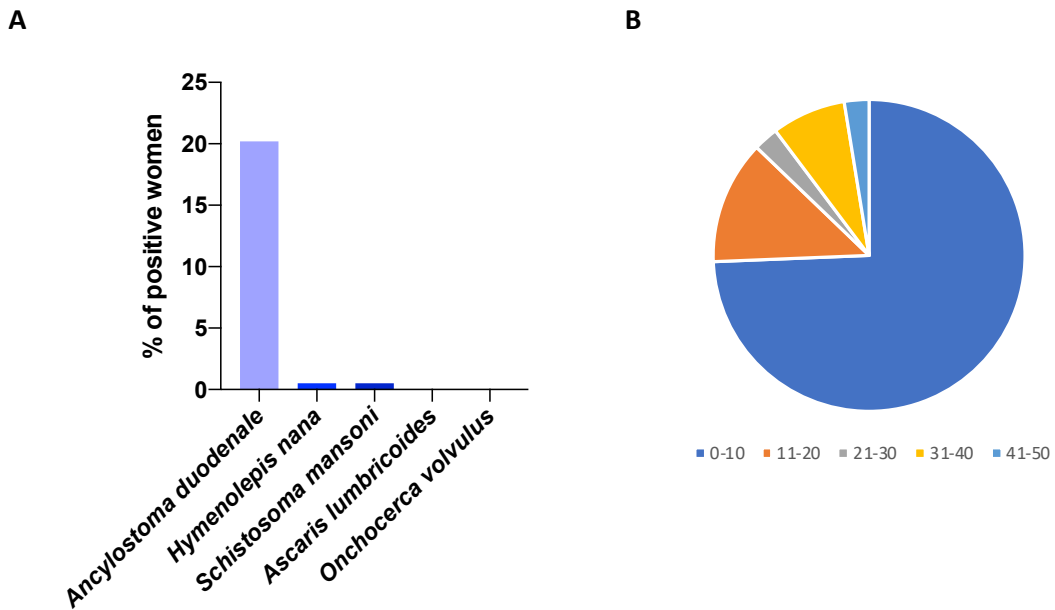 A
B
% of positive women
25
20
15
10
5
0
Ancylostoma duodenale
Hymenolepis nana
Schistosoma mansoni
Ascaris lumbricoides
Onchocerca volvulus
0-10 11-20 21-30 31-40 41-50